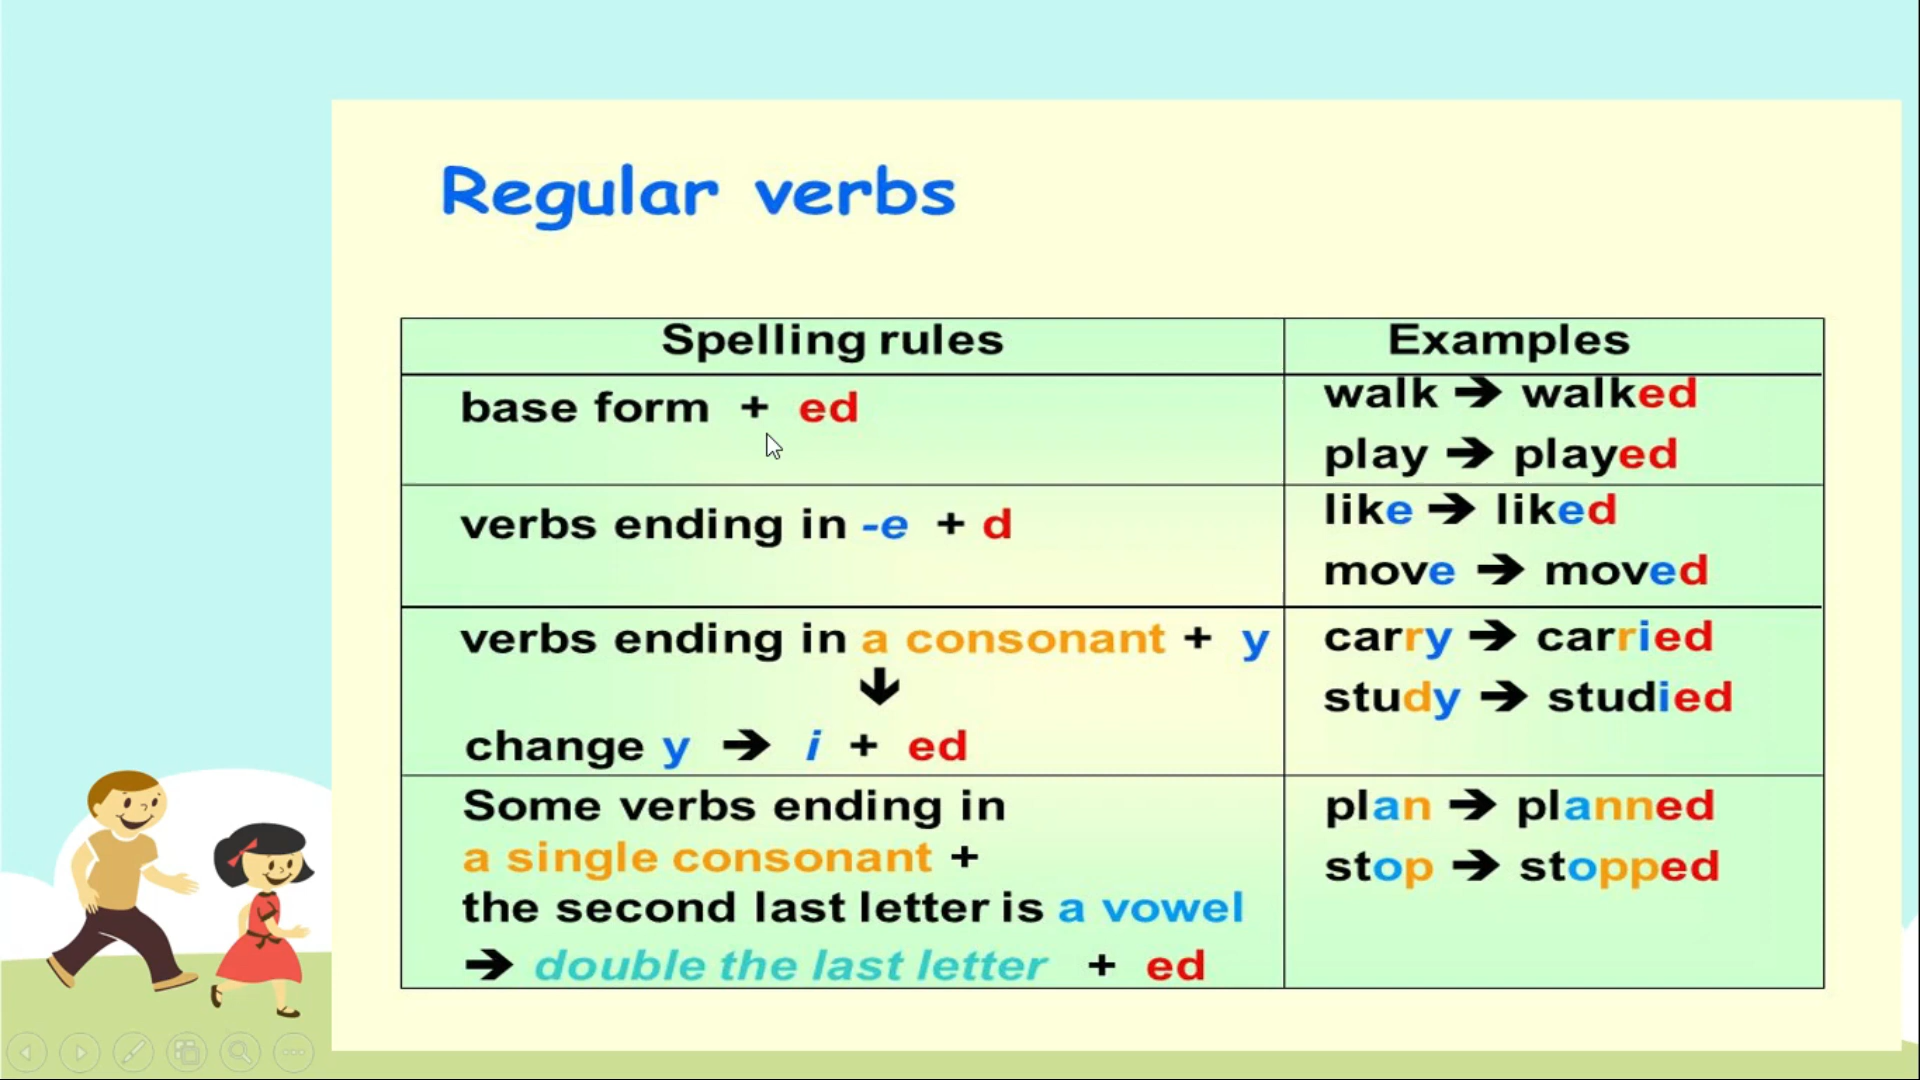 Regular verbs
Spelling rules
Examples
base form + ed
walk ➔ walked
play ➔ played
verbs ending in -e + d
like ➔ liked
move ➔ moved
verbs ending in a consonant + y
change y ➔ i + ed
carry ➔ carried
study ➔ studied
Some verbs ending in
a single consonant +
the second last letter is a vowel
➔ double the last letter + ed
plan ➔ planned
stop ➔ stopped